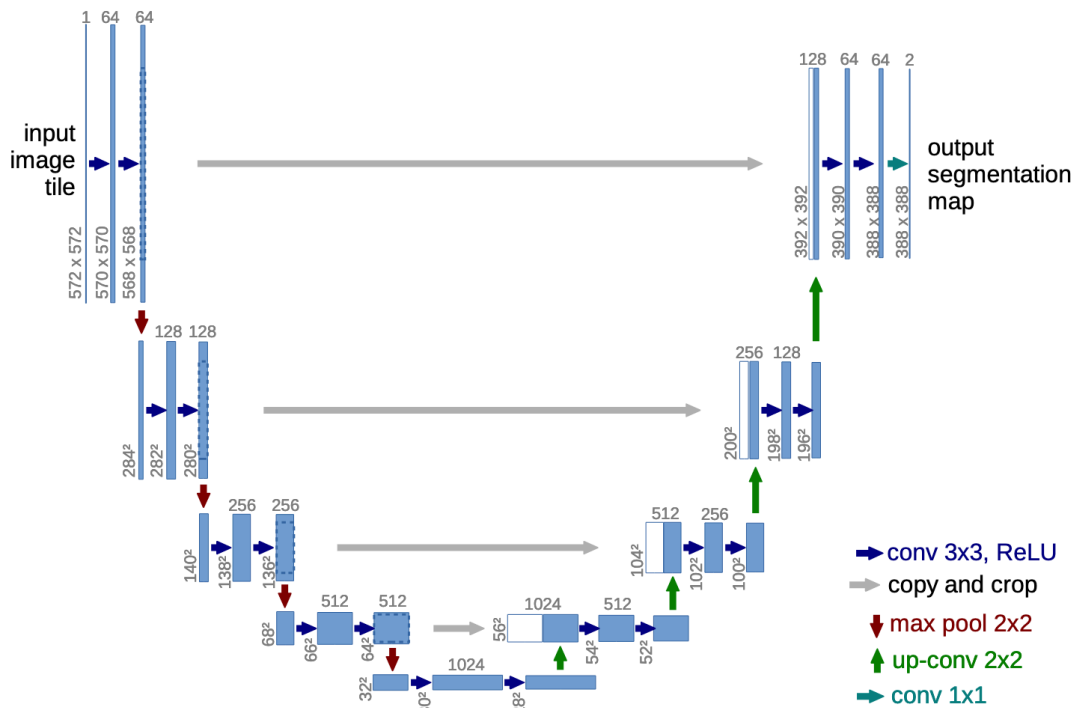 1 64 64
128 64 64 2
input
image
tile
output
segmentation
map
572 x 572
570 x 570
568 x 568
392 x 392
390 x 390
388 x 388
388 x 388
128 128
256 128
284²
282²
280²
200²
198²
196²
256 256
512 256
140²
138²
136²
104²
102²
100²
conv 3x3, ReLU
copy and crop
max pool 2x2
up-conv 2x2
conv 1x1
512 512
1024 512
68²
66²
64²
56²
54²
52²
1024
32²